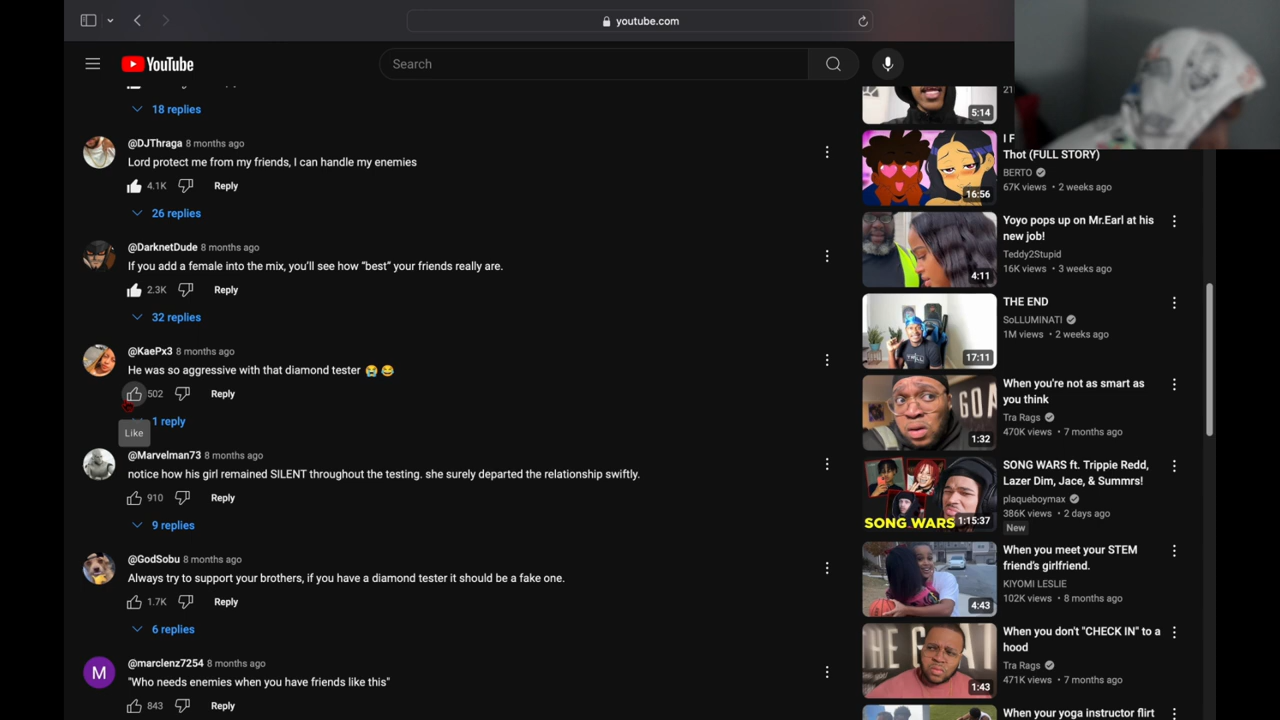 youtube.com
YouTube
Search
18 replies
@DJThraga 8 months ago
Lord protect me from my friends, I can handle my enemies
4.1K Reply
26 replies
@DarknetDude 8 months ago
If you add a female into the mix, you'll see how “best” your friends really are.
2.3K Reply
32 replies
@KaePx3 8 months ago
He was so aggressive with that diamond tester 😭😂
502 Reply
1 reply
Like
@Marvelman73 8 months ago
notice how his girl remained SILENT throughout the testing. she surely departed the relationship swiftly.
910 Reply
9 replies
@GodSobu 8 months ago
Always try to support your brothers, if you have a diamond tester it should be a fake one.
1.7K Reply
6 replies
M
@marclenz7254 8 months ago
"Who needs enemies when you have friends like this"
843 Reply
5:14
21
I F
Thot (FULL STORY)
BERTO
67K views • 2 weeks ago
16:56
Yoyo pops up on Mr.Earl at his
new job!
Teddy2Stupid
16K views • 3 weeks ago
4:11
THE END
SoLLUMINATI
1M views • 2 weeks ago
17:11
When you're not as smart as
you think
Tra Rags
470K views • 7 months ago
GOA
1:32
SONG WARS ft. Trippie Redd,
Lazer Dim, Jace, & Summrs!
plaqueboymax
386K views • 2 days ago
New
SONG WARS
1:15:37
When you meet your STEM
friend's girlfriend.
KIYOMI LESLIE
102K views • 8 months ago
4:43
When you don't "CHECK IN" to a
hood
Tra Rags
471K views • 7 months ago
1:43
When your yoga instructor flirt